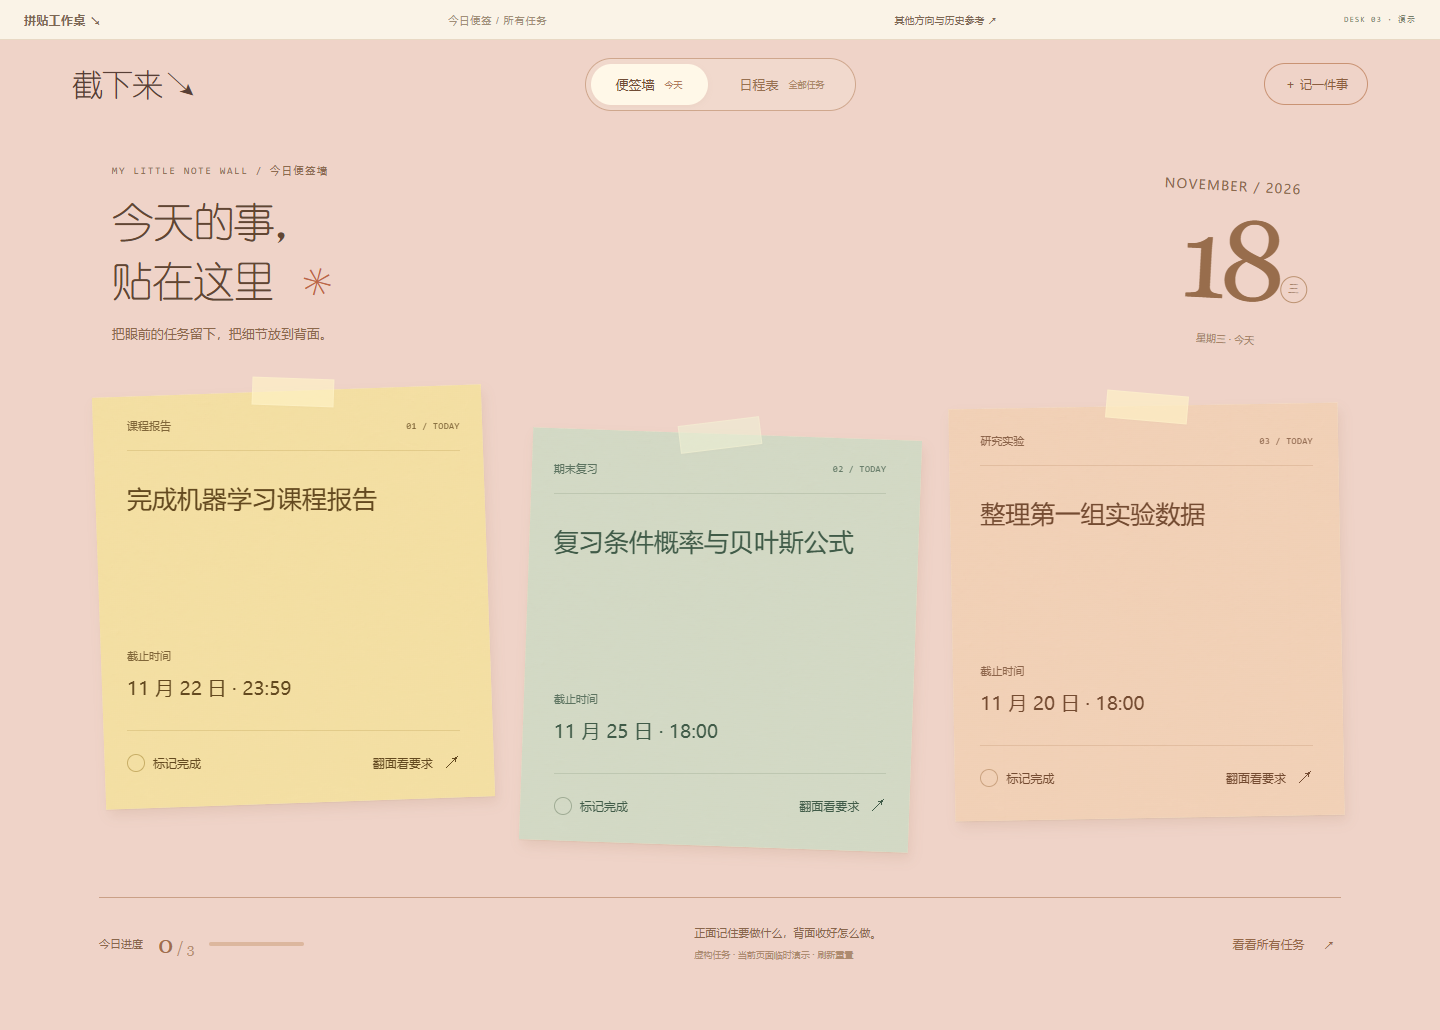 拼贴工作桌 ↘
今日便签 / 所有任务
其他方向与历史参考 ↗
DESK 03 · 演示
截下来↘
便签墙 今天
日程表 全部任务
+ 记一件事
MY LITTLE NOTE WALL / 今日便签墙
今天的事,
贴在这里
把眼前的任务留下，把细节放到背面。
NOVEMBER / 2026
18
三
星期三 · 今天
课程报告
01 / TODAY
完成机器学习课程报告
截止时间
11 月 22 日 · 23:59
标记完成
翻面看要求 ↗
期末复习
02 / TODAY
复习条件概率与贝叶斯公式
截止时间
11 月 25 日 · 18:00
标记完成
翻面看要求 ↗
研究实验
03 / TODAY
整理第一组实验数据
截止时间
11 月 20 日 · 18:00
标记完成
翻面看要求 ↗
今日进度 0 / 3
正面记住要做什么，背面收好怎么做。
虚构任务 · 当前页面临时演示 · 刷新重置
看看所有任务 ↗